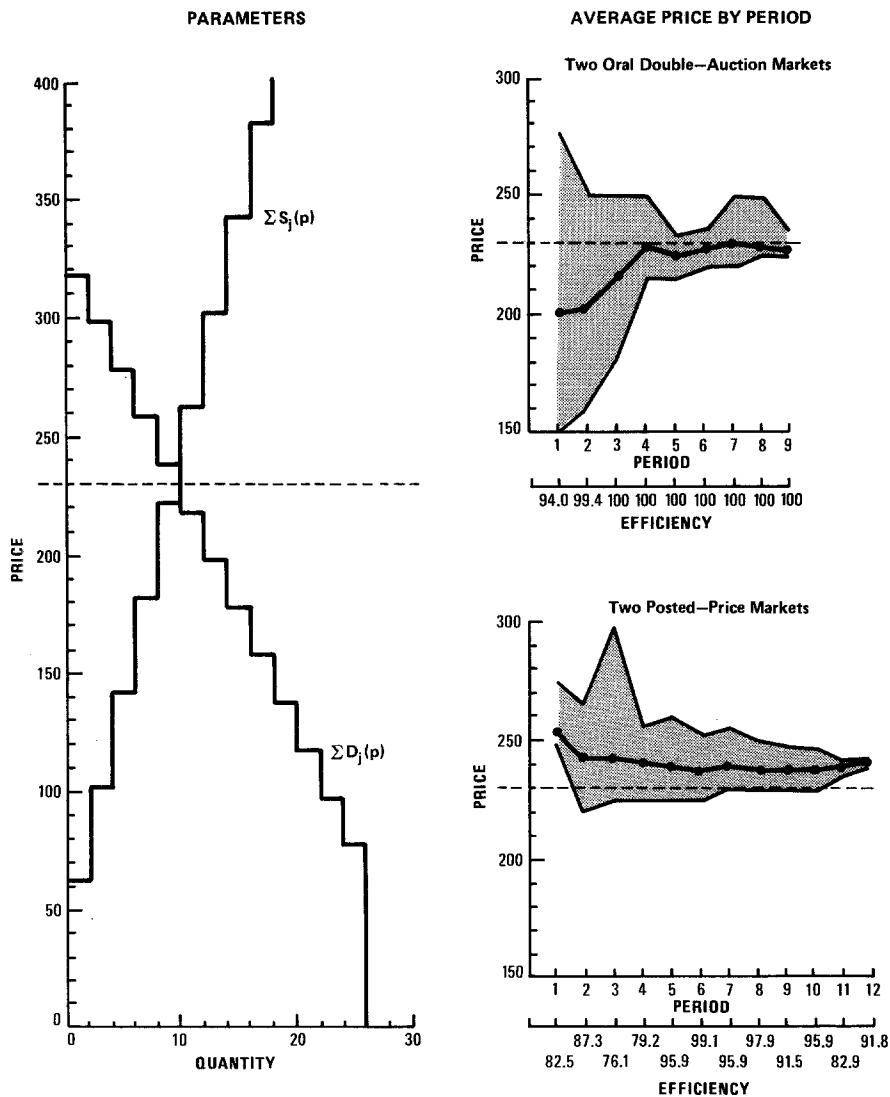 PARAMETERS
400
350
300
250
200
150
100
50
0
PRICE
Σ Sj(p)
Σ Dj(p)
0 10 20 30
QUANTITY
AVERAGE PRICE BY PERIOD
Two Oral Double–Auction Markets
300
250
200
150
PRICE
1 2 3 4 5 6 7 8 9
PERIOD
94.0 99.4 100 100 100 100 100 100 100
EFFICIENCY
Two Posted–Price Markets
300
250
200
150
PRICE
1 2 3 4 5 6 7 8 9 10 11 12
PERIOD
87.3 79.2 99.1 97.9 95.9 91.8
82.5 76.1 95.9 95.9 91.5 82.9
EFFICIENCY